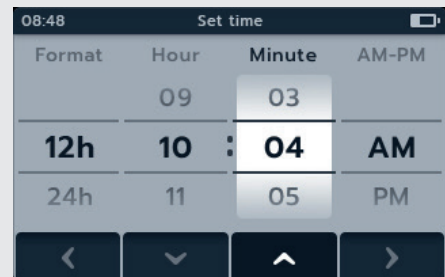 08:48 Set time
Format Hour Minute AM-PM
09 03
12h 10 : 04 AM
24h 11 05 PM